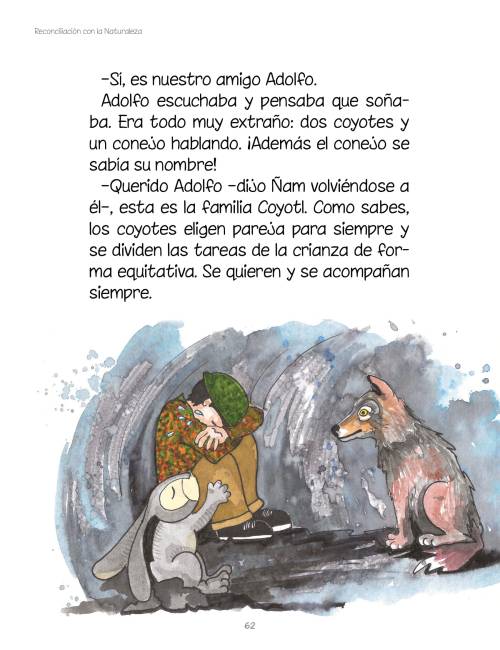 Reconciliación con la Naturaleza
–Sí, es nuestro amigo Adolfo.
Adolfo escuchaba y pensaba que soña-
ba. Era todo muy extraño: dos coyotes y
un conejo hablando. ¡Además el conejo se
sabía su nombre!
–Querido Adolfo –dijo Ñam volviéndose a
él–, esta es la familia Coyotl. Como sabes,
los coyotes eligen pareja para siempre y
se dividen las tareas de la crianza de for-
ma equitativa. Se quieren y se acompañan
siempre.
62